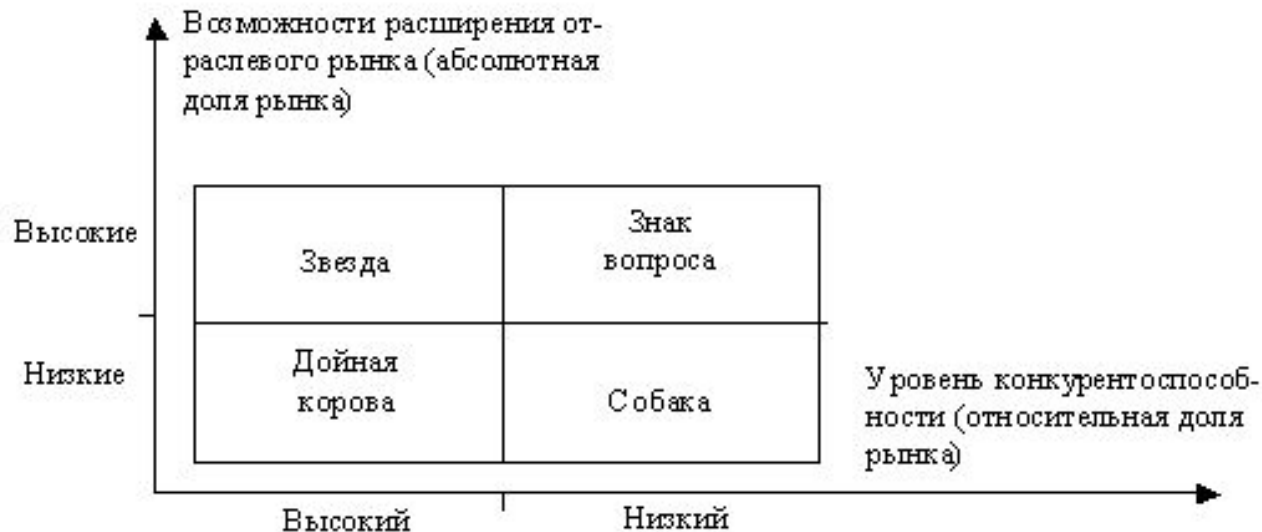 Возможности расширения от-
раслевого рынка (абсолютная
доля рынка)
Высокие
Звезда
Знак
вопроса
Низкие
Дойная
корова
Собака
Уровень конкурентоспособ-
ности (относительная доля
рынка)
Высокий
Низкий